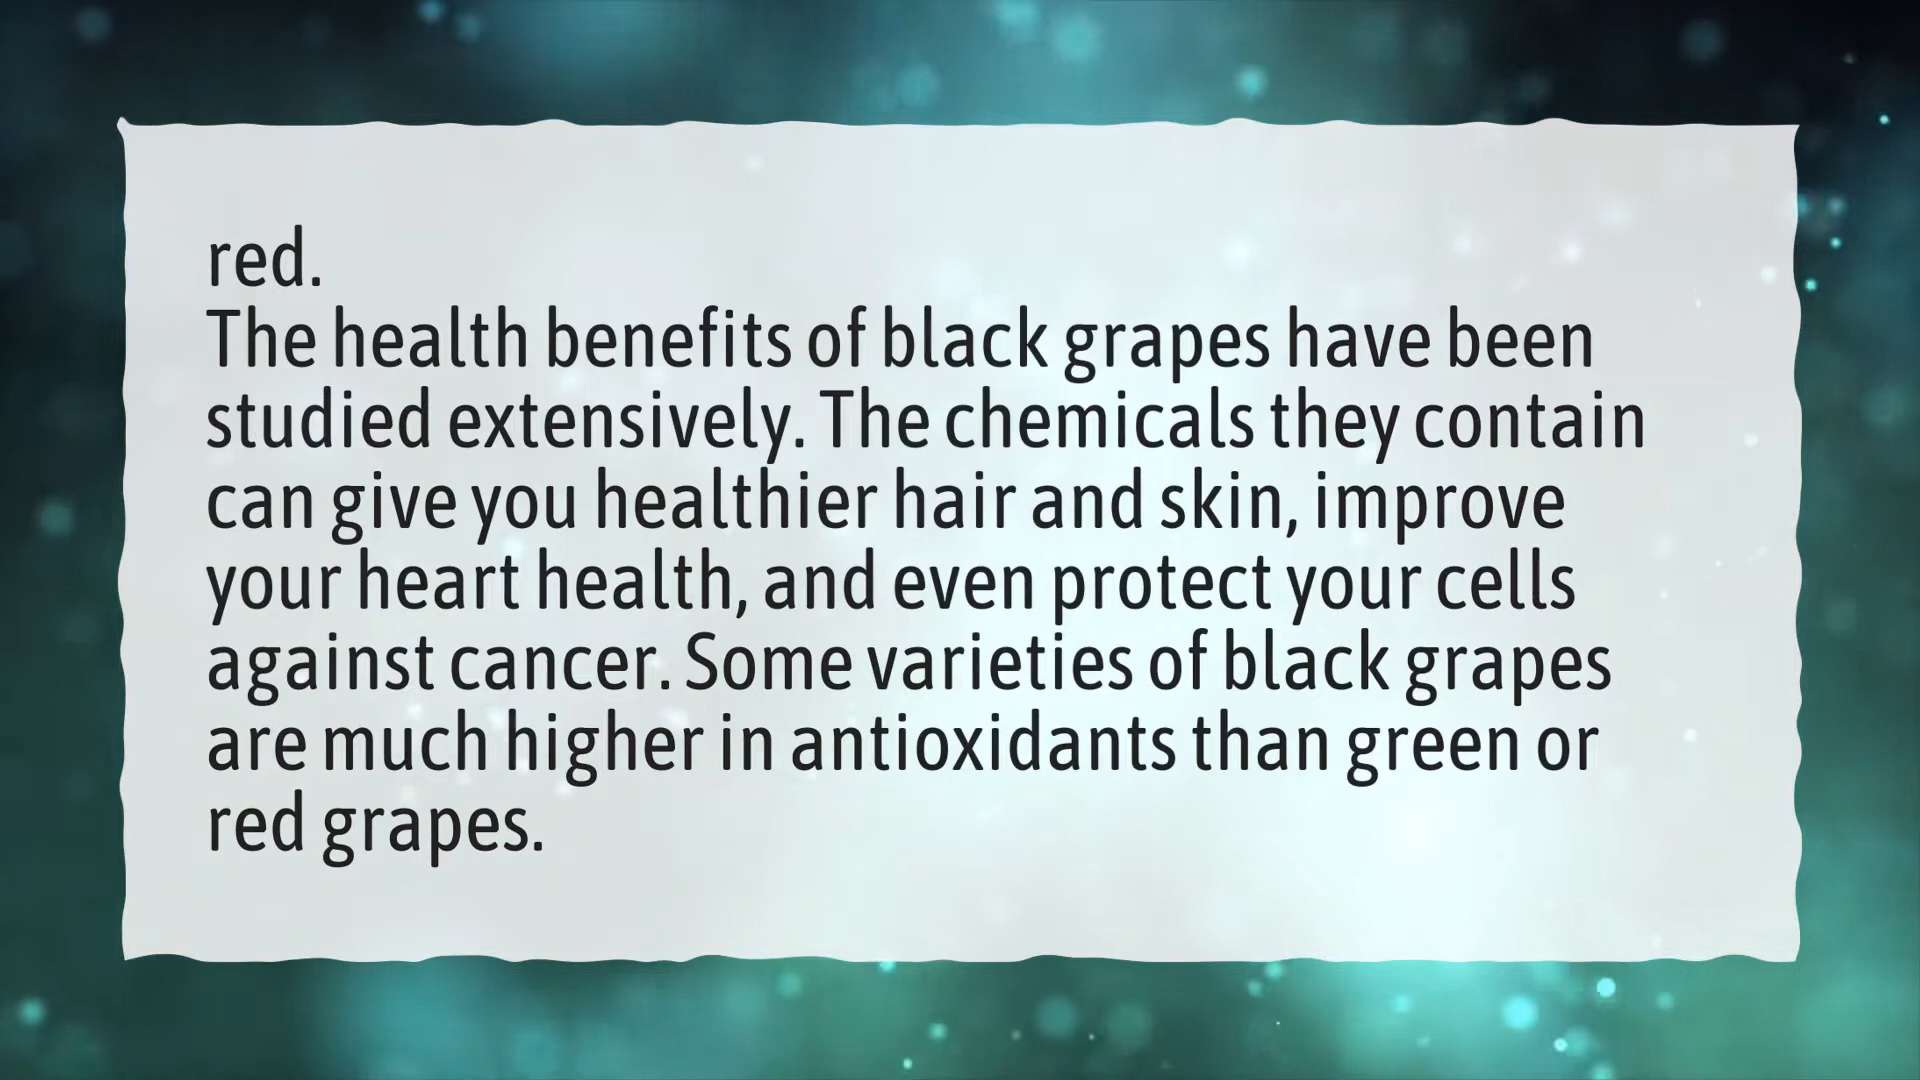 red.
The health benefits of black grapes have been
studied extensively. The chemicals they contain
can give you healthier hair and skin, improve
your heart health, and even protect your cells
against cancer. Some varieties of black grapes
are much higher in antioxidants than green or
red grapes.